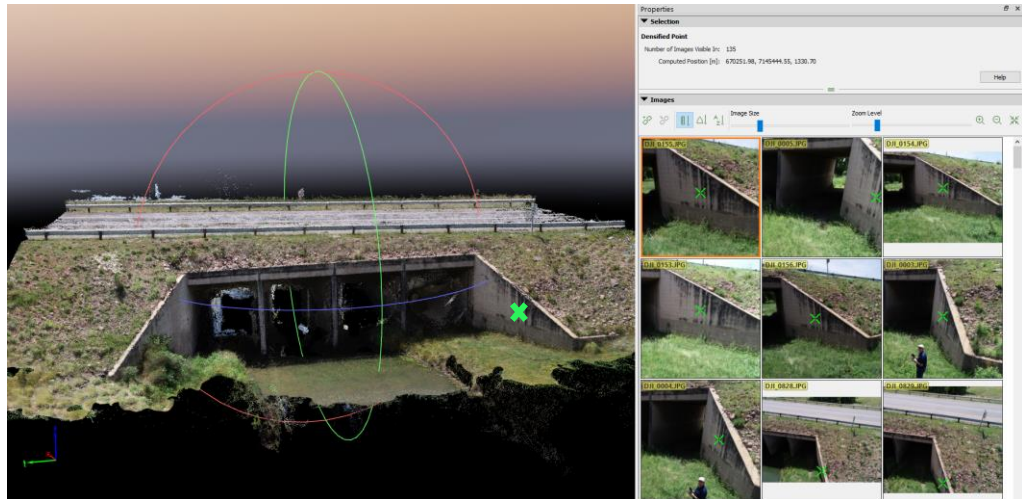 Properties
Selection
Densified Point
Number of Images Visible In: 135
Computed Position [m]: 670251.98, 7145444.55, 1330.70
Help
Images
Image Size
Zoom Level
DJI_0155.JPG
DJI_0005.JPG
DJI_0154.JPG
DJI_0153.JPG
DJI_0156.JPG
DJI_0003.JPG
DJI_0004.JPG
DJI_0828.JPG
DJI_0829.JPG